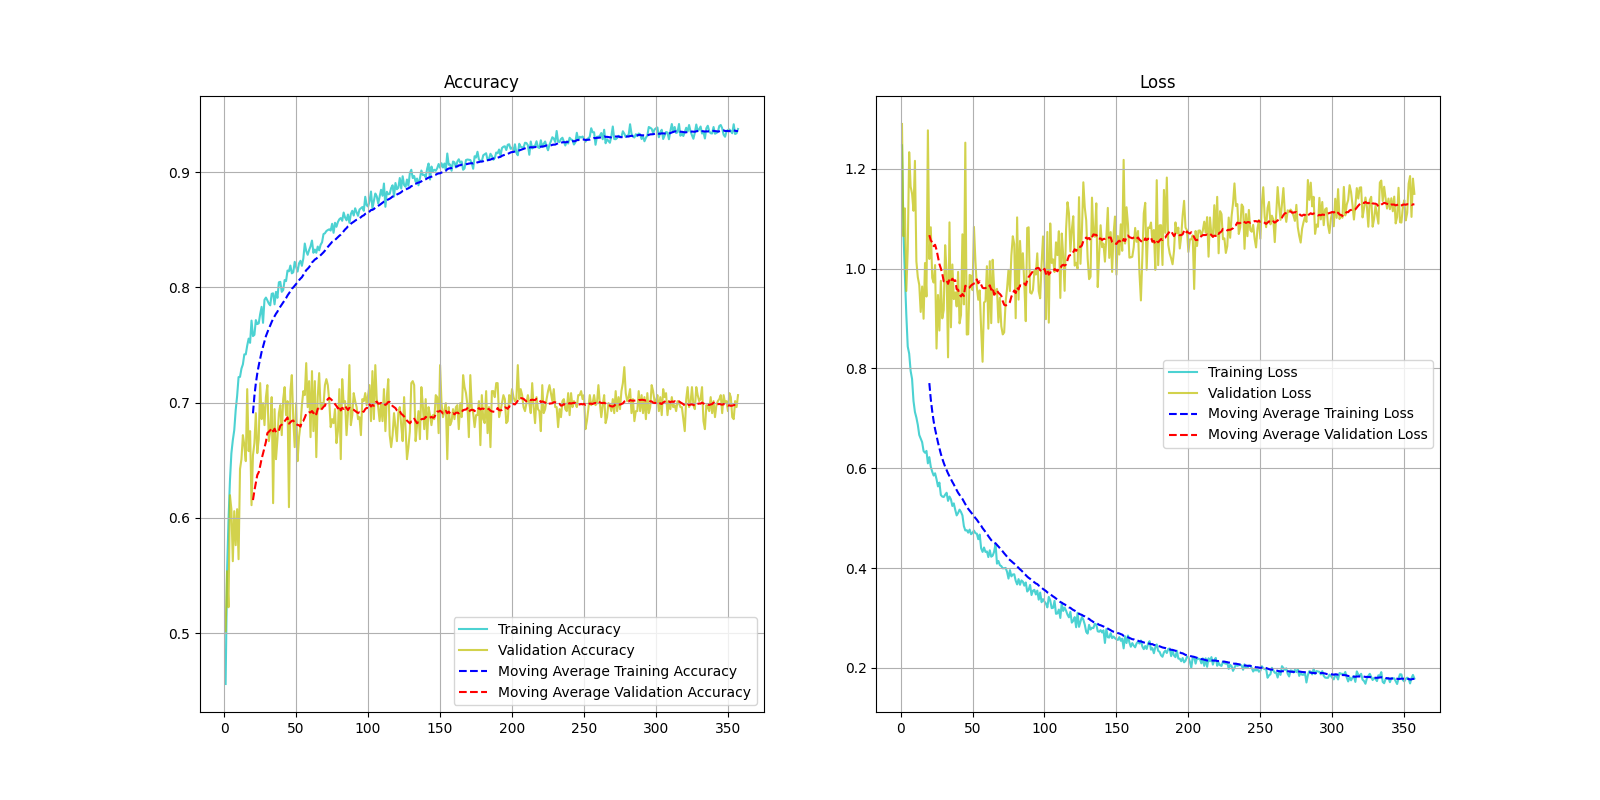 Accuracy
0.9
0.8
0.7
0.6
0.5
0 50 100 150 200 250 300 350
Training Accuracy
Validation Accuracy
Moving Average Training Accuracy
Moving Average Validation Accuracy
Loss
1.2
1.0
0.8
0.6
0.4
0.2
0 50 100 150 200 250 300 350
Training Loss
Validation Loss
Moving Average Training Loss
Moving Average Validation Loss